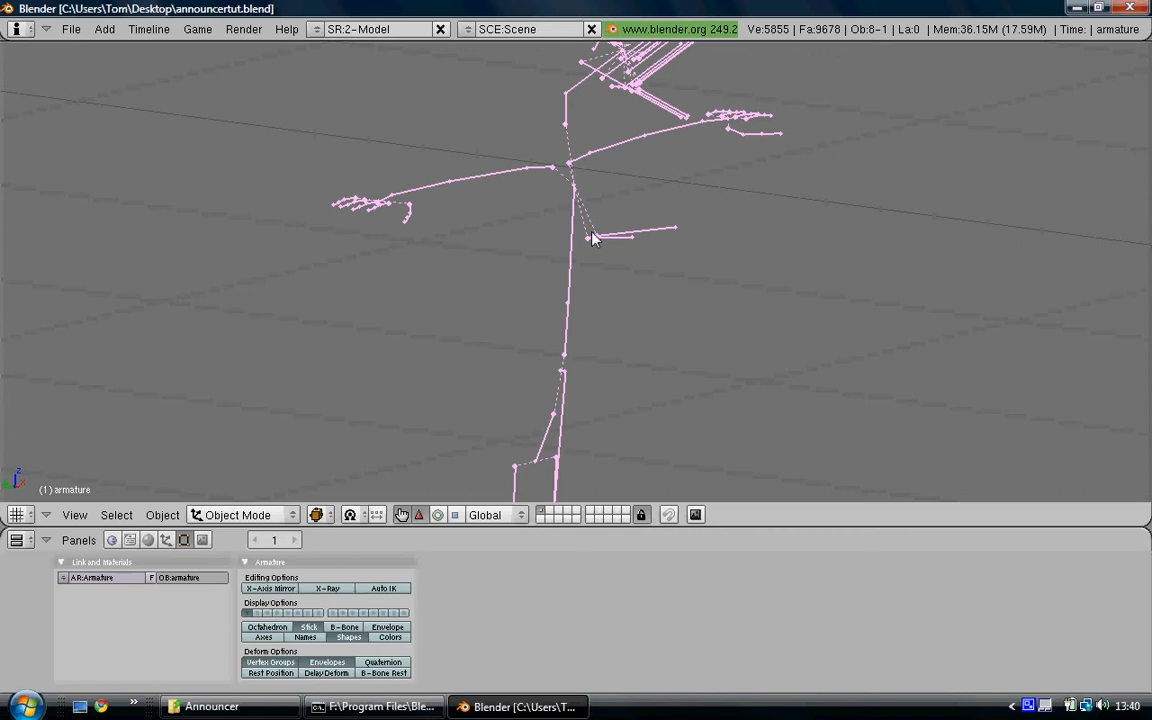 Blender [C:\Users\Tom\Desktop\announcertut.blend]
File Add Timeline Game Render Help SR:2-Model SCE:Scene www.blender.org 249.2 Ve:5855 | Fa:9678 | Ob:8-1 | La:0 | Mem:36.15M (17.59M) | Time: | armature
z
x
(1) armature
View Select Object Object Mode Global
Panels 1
Link and Materials Armature
AR:Armature F OB:armature
Editing Options
X-Axis Mirror X-Ray Auto IK
Display Options
Octahedron Stick B-Bone Envelope
Axes Names Shapes Colors
Deform Options
Vertex Groups Envelopes Quaternion
Rest Position Delay Deform B-Bone Rest
» Announcer F:\Program Files\Ble... Blender [C:\Users\T... 13:40